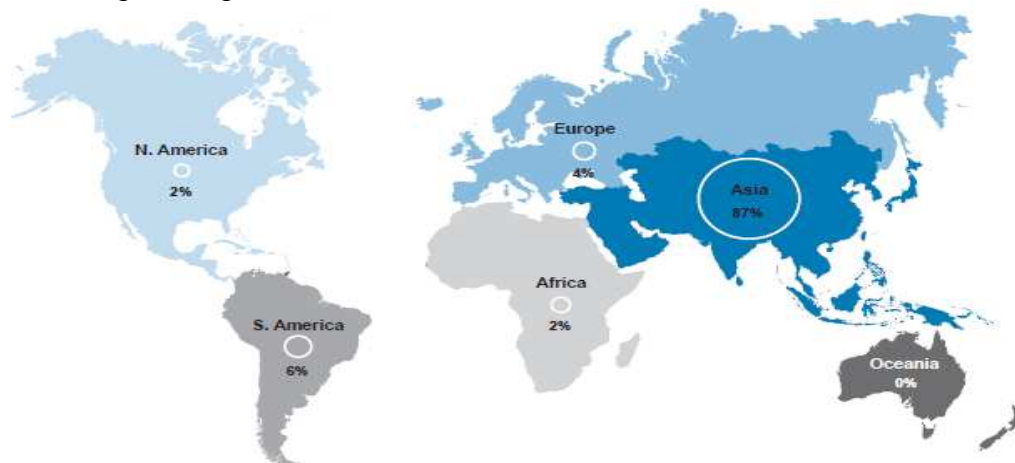 N. America
2%
Europe
4%
Asia
87%
Africa
2%
S. America
6%
Oceania
0%